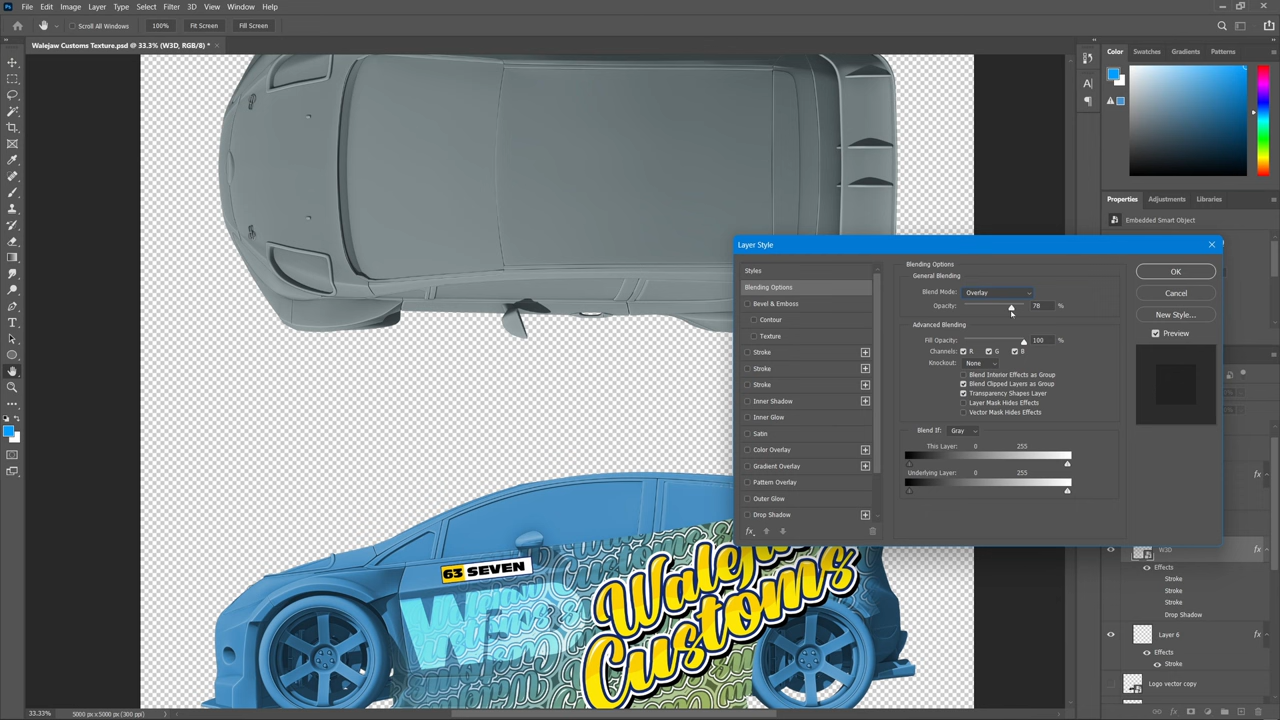 File Edit Image Layer Type Select Filter 3D View Window Help
Scroll All Windows 100% Fit Screen Fill Screen
Walejaw Customs Texture.psd @ 33.3% (W3D, RGB/8) * ×
Color Swatches Gradients Patterns
Properties Adjustments Libraries
Embedded Smart Object
Layer Style
Styles
Blending Options
Bevel & Emboss
Contour
Texture
Stroke
Stroke
Stroke
Inner Shadow
Inner Glow
Satin
Color Overlay
Gradient Overlay
Pattern Overlay
Outer Glow
Drop Shadow
fx
Blending Options
General Blending
Blend Mode: Overlay
Opacity: 78 %
Advanced Blending
Fill Opacity: 100 %
Channels: R G B
Knockout: None
Blend Interior Effects as Group
Blend Clipped Layers as Group
Transparency Shapes Layer
Layer Mask Hides Effects
Vector Mask Hides Effects
Blend If: Gray
This Layer: 0 255
Underlying Layer: 0 255
OK
Cancel
New Style...
Preview
W3D
Effects
Stroke
Stroke
Stroke
Drop Shadow
Layer 6 fx
Effects
Stroke
Logo vector copy
63 SEVEN
Walejaw
Customs
33.33% 5000 px x 5000 px (300 ppi)